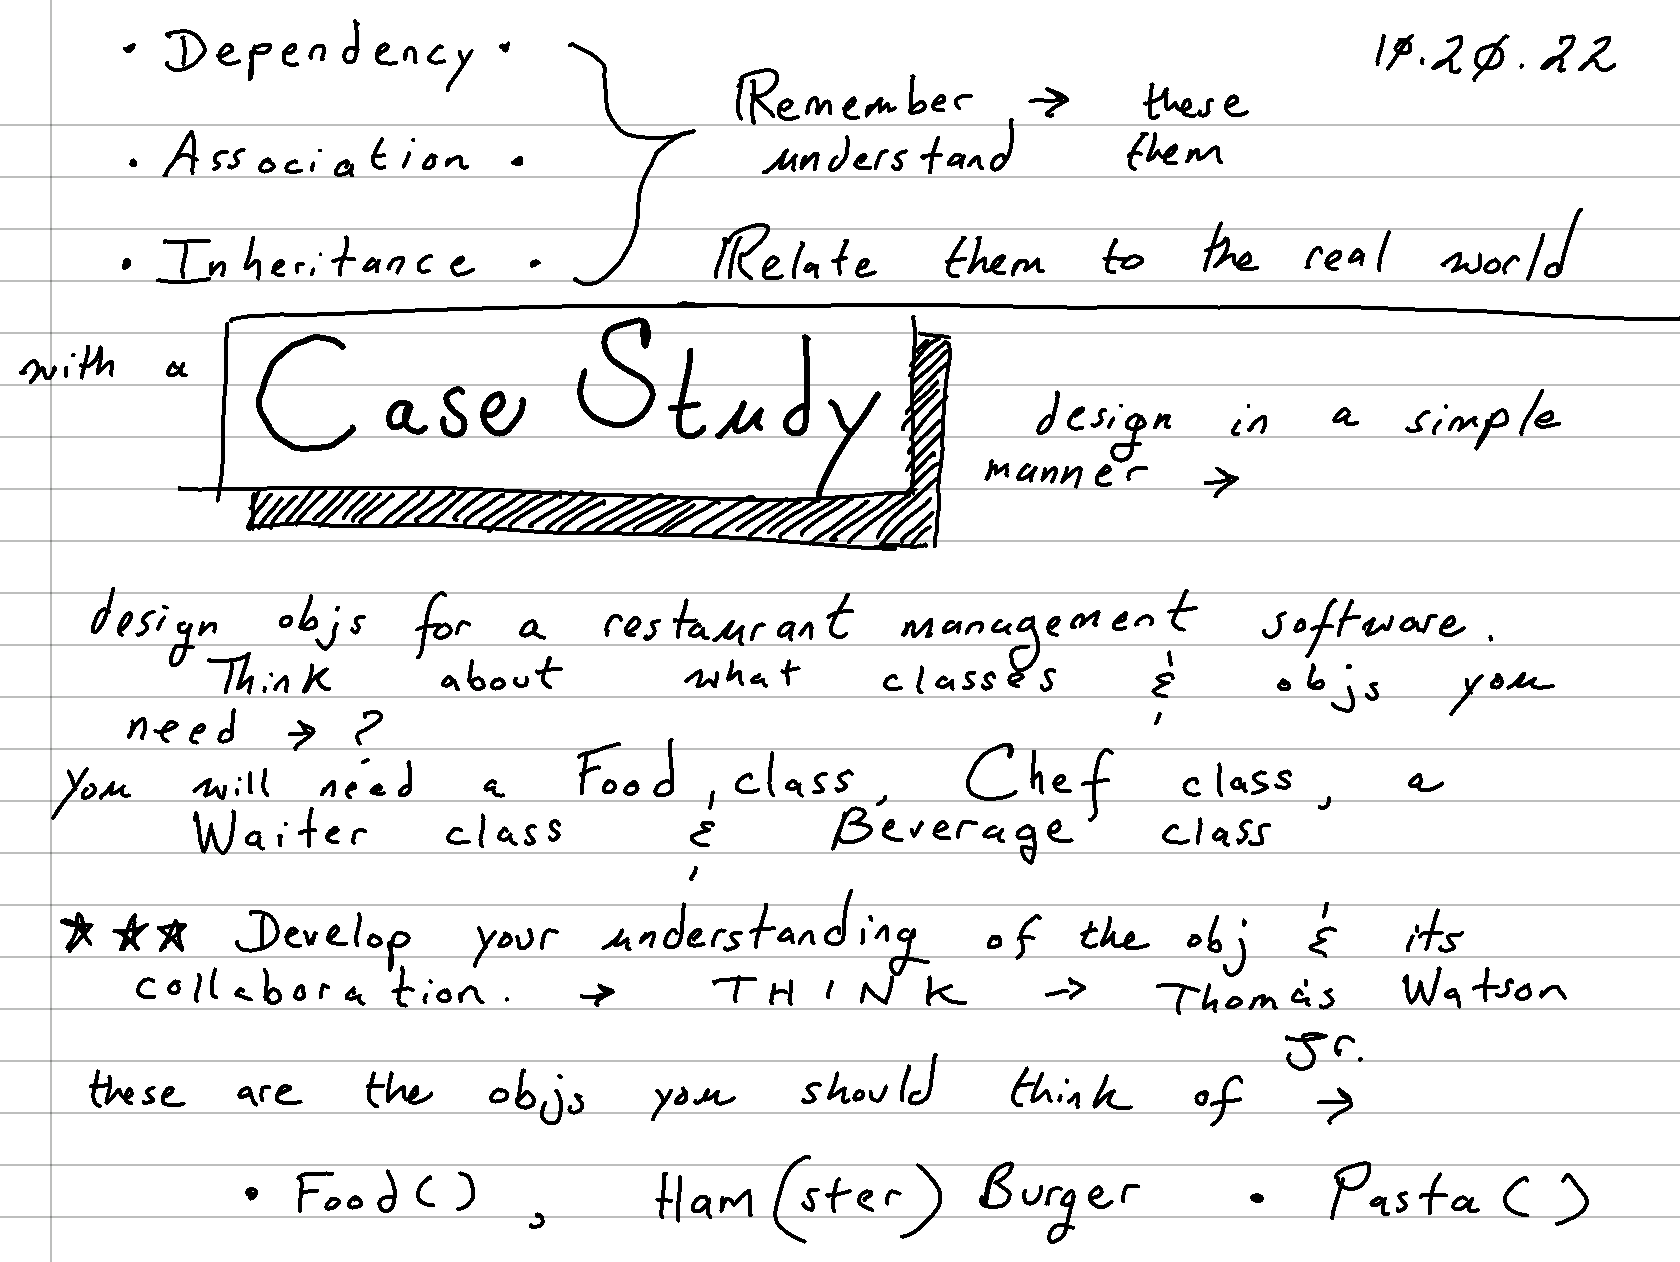 • Dependency •
10.20.22
Remember → these
• Association •
understand them
• Inheritance •
Relate them to the real world
with a
Case Study
design in a simple
manner →
design objs for a restaurant management software.
Think about what classes & objs you
need → ?
you will need a Food class, Chef class, a
Waiter class & Beverage class
★★★ Develop your understanding of the obj & its
collaboration. → THINK → Thomas Watson
Jr.
these are the objs you should think of →
• Food() , Ham(ster) Burger • Pasta()